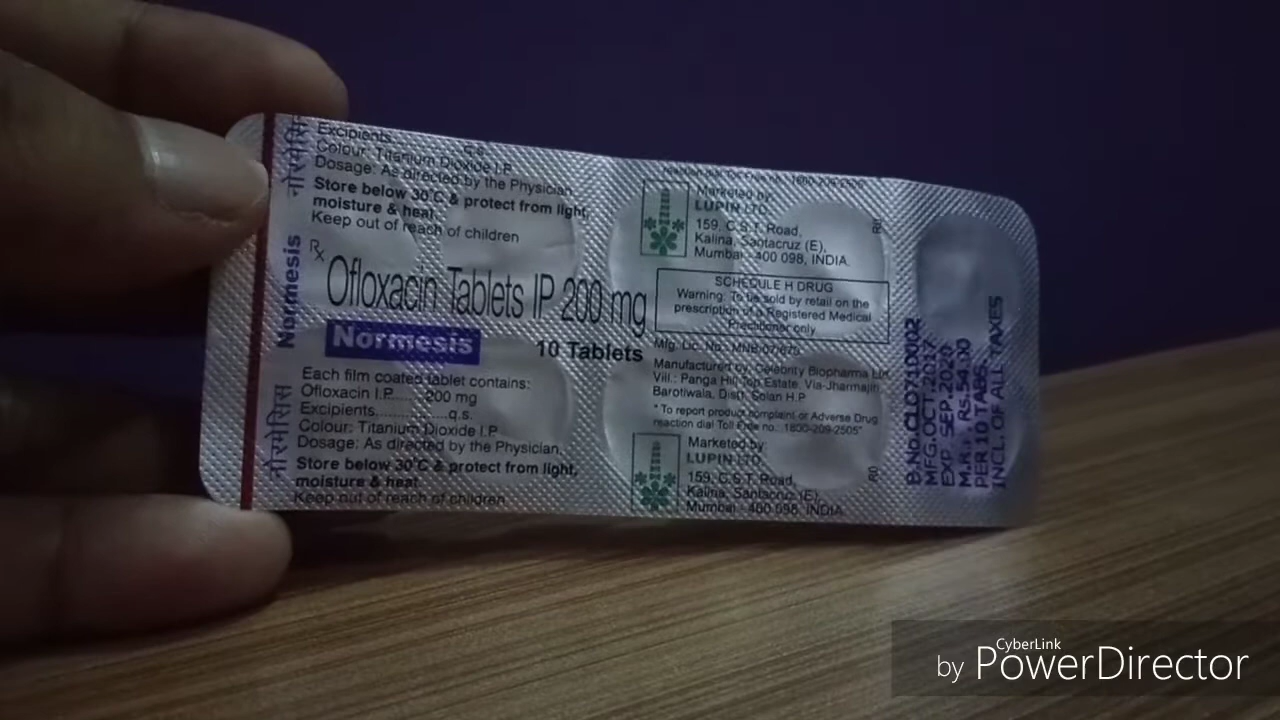 नोरमेसिस
Normesis
नोरमेसिस
Excipients
q.s.
Colour: Titanium Dioxide I.P
Dosage: As directed by the Physician.
Store below 30°C & protect from light,
moisture & heat.
Keep out of reach of children
Rx
Ofloxacin Tablets IP 200 mg
Normesis
10 Tablets
Each film coated tablet contains:
Ofloxacin I.P.......200 mg
Excipients..............q.s.
Colour: Titanium Dioxide I.P.
Dosage: As directed by the Physician.
Store below 30°C & protect from light,
moisture & heat
Keep out of reach of children
1800-209-2505
Marketed by:
LUPIN LTD.
159, C.S.T. Road,
Kalina, Santacruz (E),
Mumbai - 400 098, INDIA.
SCHEDULE H DRUG
Warning: To be sold by retail on the
prescription of a Registered Medical
Practitioner only
Mfg. Lic. No.:
Manufactured by: Celebrity Biopharma Ltd.
Vill.: Panga Hill Top Estate, Via-Jharmajri,
Barotiwala, Distt. Solan H.P
* To report product complaint or Adverse Drug
reaction dial Toll Free no.: 1800-209-2505"
Marketed by:
LUPIN LTD.
159, C.S.T. Road,
Kalina, Santacruz (E),
Mumbai - 400 098, INDIA
B.No.CLO710002
MFG.OCT.2017
EXP SEP.2020
M.R.P. RS.54.00
PER 10 TABS.
INCL. OF ALL TAXES
CyberLink
by PowerDirector